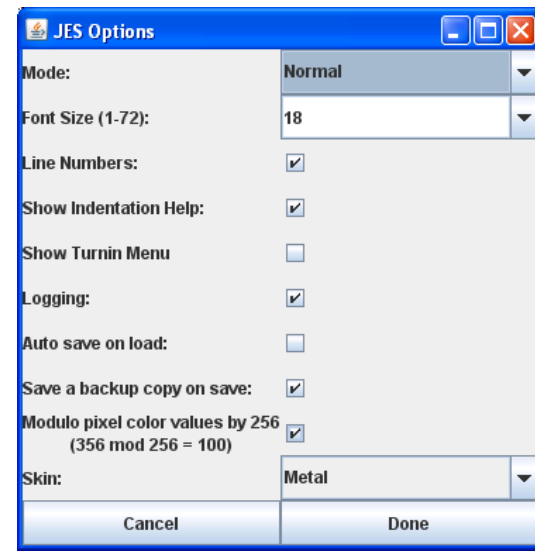 JES Options
Mode: Normal
Font Size (1-72): 18
Line Numbers:
Show Indentation Help:
Show Turnin Menu
Logging:
Auto save on load:
Save a backup copy on save:
Modulo pixel color values by 256
(356 mod 256 = 100)
Skin: Metal
Cancel Done